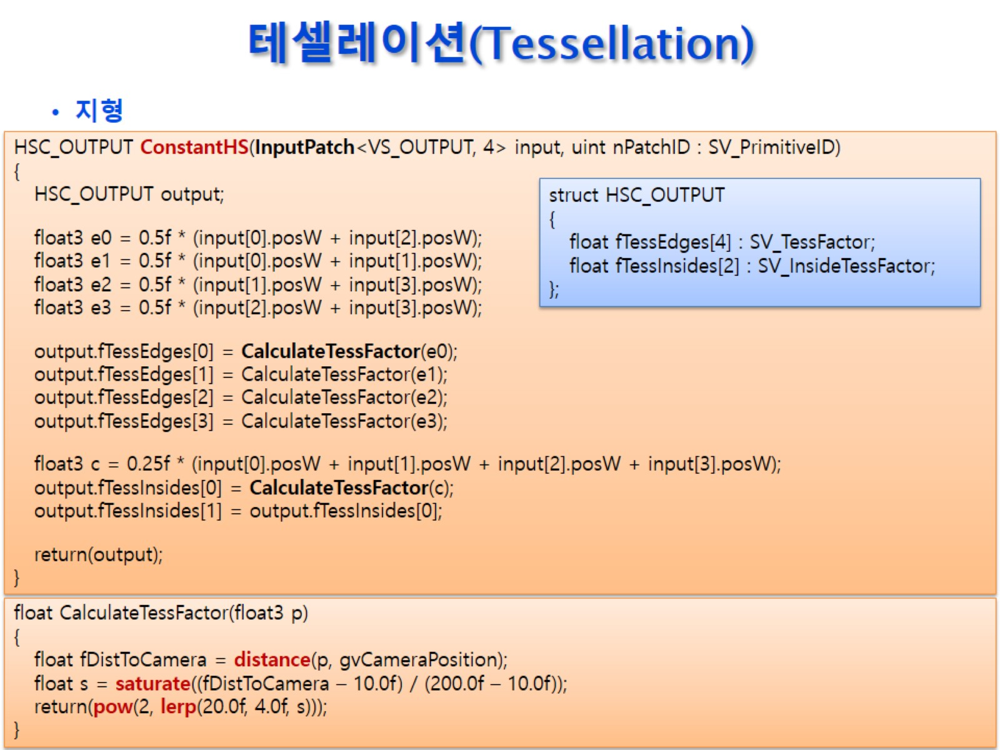 테셀레이션(Tessellation)
• 지형
HSC_OUTPUT ConstantHS(InputPatch<VS_OUTPUT, 4> input, uint nPatchID : SV_PrimitiveID)
{
HSC_OUTPUT output;
float3 e0 = 0.5f * (input[0].posW + input[2].posW);
float3 e1 = 0.5f * (input[0].posW + input[1].posW);
float3 e2 = 0.5f * (input[1].posW + input[3].posW);
float3 e3 = 0.5f * (input[2].posW + input[3].posW);
output.fTessEdges[0] = CalculateTessFactor(e0);
output.fTessEdges[1] = CalculateTessFactor(e1);
output.fTessEdges[2] = CalculateTessFactor(e2);
output.fTessEdges[3] = CalculateTessFactor(e3);
float3 c = 0.25f * (input[0].posW + input[1].posW + input[2].posW + input[3].posW);
output.fTessInsides[0] = CalculateTessFactor(c);
output.fTessInsides[1] = output.fTessInsides[0];
return(output);
}
struct HSC_OUTPUT
{
float fTessEdges[4] : SV_TessFactor;
float fTessInsides[2] : SV_InsideTessFactor;
};
float CalculateTessFactor(float3 p)
{
float fDistToCamera = distance(p, gvCameraPosition);
float s = saturate((fDistToCamera – 10.0f) / (200.0f – 10.0f));
return(pow(2, lerp(20.0f, 4.0f, s)));
}